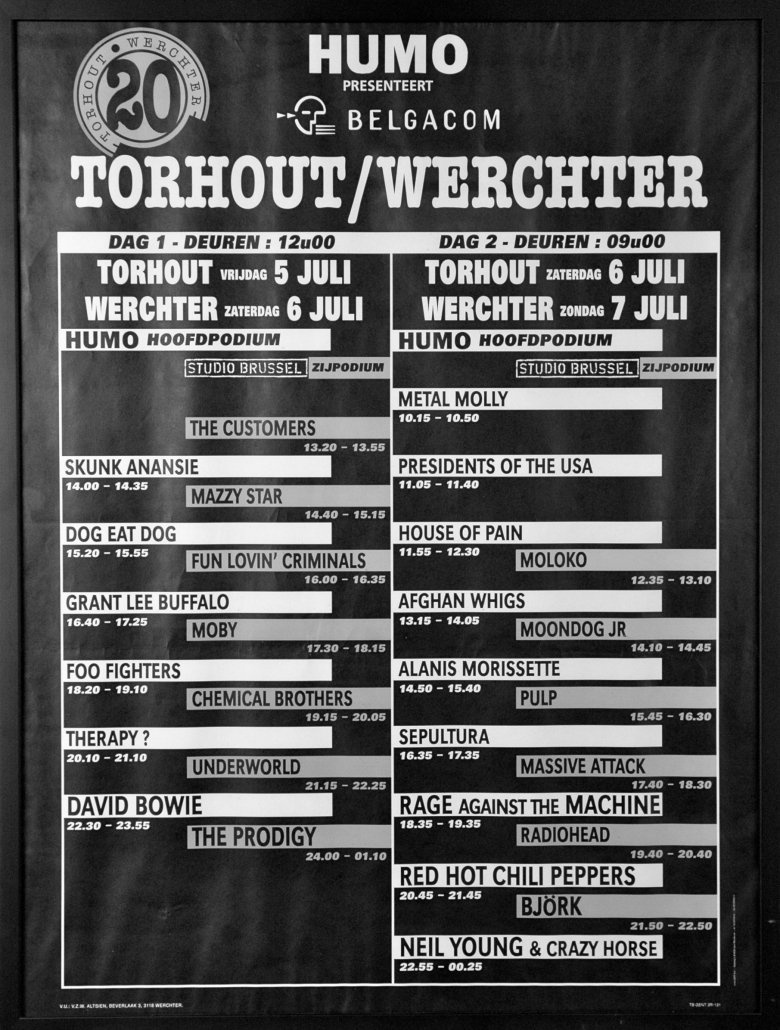 TORHOUT • WERCHTER
20
HUMO
PRESENTEERT
BELGACOM
TORHOUT/WERCHTER
DAG 1 - DEUREN : 12u00
TORHOUT VRIJDAG 5 JULI
WERCHTER ZATERDAG 6 JULI
HUMO HOOFDPODIUM
STUDIO BRUSSEL ZIJPODIUM
THE CUSTOMERS
13.20 – 13.55
SKUNK ANANSIE
14.00 – 14.35
MAZZY STAR
14.40 – 15.15
DOG EAT DOG
15.20 – 15.55
FUN LOVIN' CRIMINALS
16.00 – 16.35
GRANT LEE BUFFALO
16.40 – 17.25
MOBY
17.30 – 18.15
FOO FIGHTERS
18.20 – 19.10
CHEMICAL BROTHERS
19.15 – 20.05
THERAPY ?
20.10 – 21.10
UNDERWORLD
21.15 – 22.25
DAVID BOWIE
22.30 – 23.55
THE PRODIGY
24.00 – 01.10
DAG 2 - DEUREN : 09u00
TORHOUT ZATERDAG 6 JULI
WERCHTER ZONDAG 7 JULI
HUMO HOOFDPODIUM
STUDIO BRUSSEL ZIJPODIUM
METAL MOLLY
10.15 – 10.50
PRESIDENTS OF THE USA
11.05 – 11.40
HOUSE OF PAIN
11.55 – 12.30
MOLOKO
12.35 – 13.10
AFGHAN WHIGS
13.15 – 14.05
MOONDOG JR
14.10 – 14.45
ALANIS MORISSETTE
14.50 – 15.40
PULP
15.45 – 16.30
SEPULTURA
16.35 – 17.35
MASSIVE ATTACK
17.40 – 18.30
RAGE AGAINST THE MACHINE
18.35 – 19.35
RADIOHEAD
19.40 – 20.40
RED HOT CHILI PEPPERS
20.45 – 21.45
BJÖRK
21.50 – 22.50
NEIL YOUNG & CRAZY HORSE
22.55 – 00.25
V.U.: V.Z.W. ALTSIEN, BEVERLAAK 3, 3118 WERCHTER.